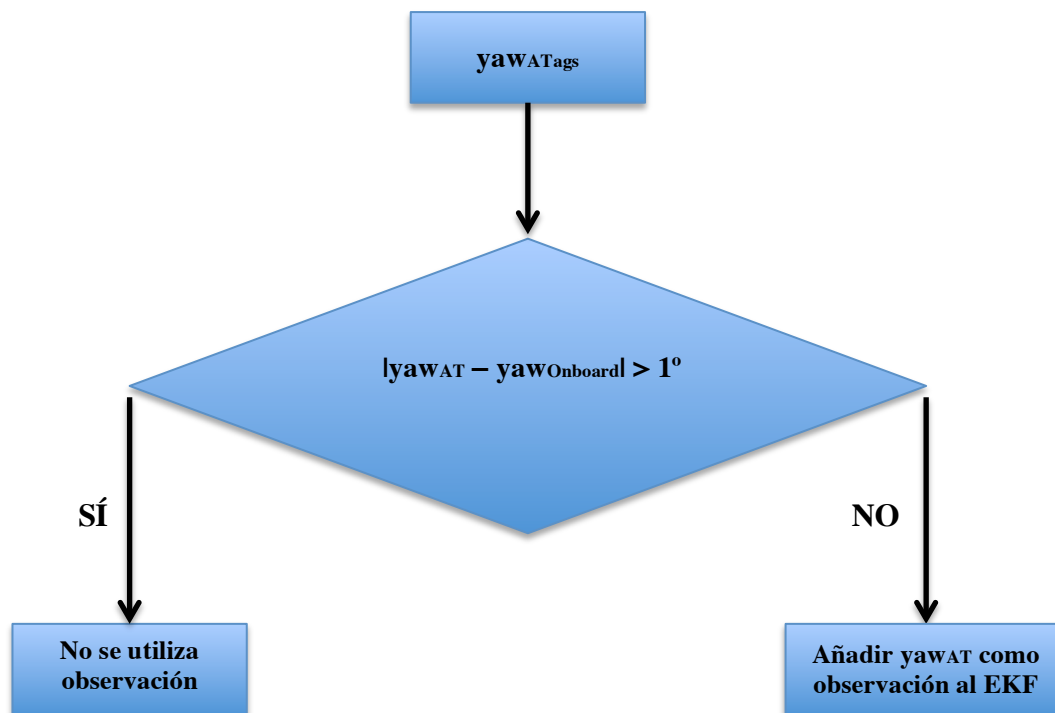 yawATags
|yawAT – yawOnboard| > 1º
SÍ
NO
No se utiliza
observación
Añadir yawAT como
observación al EKF